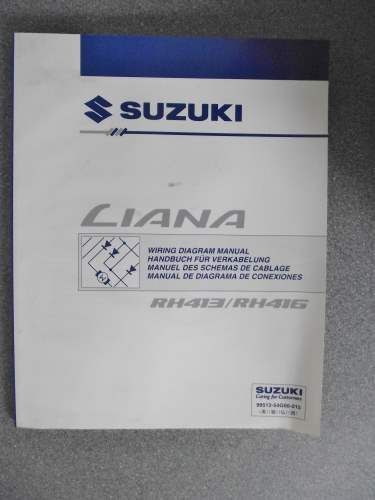 SUZUKI
LIANA
WIRING DIAGRAM MANUAL
HANDBUCH FÜR VERKABELUNG
MANUEL DES SCHEMAS DE CABLAGE
MANUAL DE DIAGRAMA DE CONEXIONES
RH413/RH416
SUZUKI
Caring for Customers